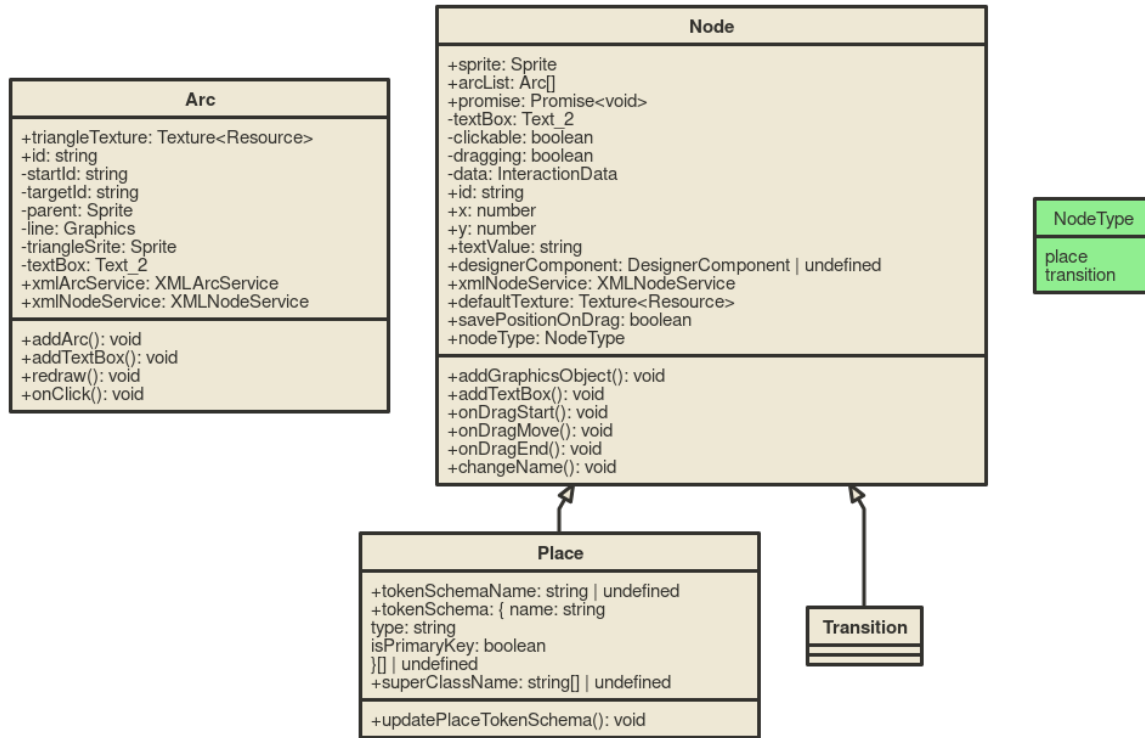 Arc
+triangleTexture: Texture<Resource>
+id: string
-startId: string
-targetId: string
-parent: Sprite
-line: Graphics
-triangleSrite: Sprite
-textBox: Text_2
+xmlArcService: XMLArcService
+xmlNodeService: XMLNodeService
+addArc(): void
+addTextBox(): void
+redraw(): void
+onClick(): void
Node
+sprite: Sprite
+arcList: Arc[]
+promise: Promise<void>
-textBox: Text_2
-clickable: boolean
-dragging: boolean
-data: InteractionData
+id: string
+x: number
+y: number
+textValue: string
+designerComponent: DesignerComponent | undefined
+xmlNodeService: XMLNodeService
+defaultTexture: Texture<Resource>
+savePositionOnDrag: boolean
+nodeType: NodeType
+addGraphicsObject(): void
+addTextBox(): void
+onDragStart(): void
+onDragMove(): void
+onDragEnd(): void
+changeName(): void
NodeType
place
transition
Place
+tokenSchemaName: string | undefined
+tokenSchema: { name: string
type: string
isPrimaryKey: boolean
}[] | undefined
+superClassName: string[] | undefined
+updatePlaceTokenSchema(): void
Transition